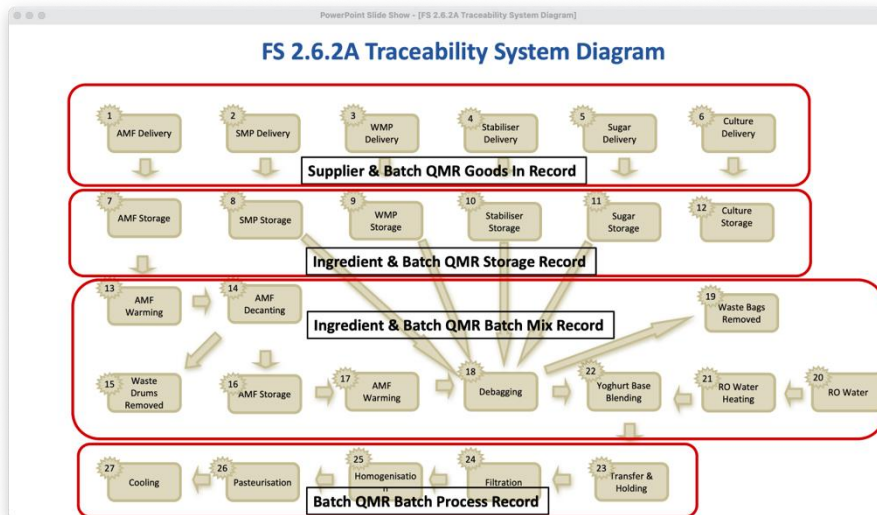 PowerPoint Slide Show - [FS 2.6.2A Traceability System Diagram]
FS 2.6.2A Traceability System Diagram
1
AMF Delivery
2
SMP Delivery
3
WMP
Delivery
4
Stabiliser
Delivery
5
Sugar
Delivery
6
Culture
Delivery
Supplier & Batch QMR Goods In Record
7
AMF Storage
8
SMP Storage
9
WMP
Storage
10
Stabiliser
Storage
11
Sugar
Storage
12
Culture
Storage
Ingredient & Batch QMR Storage Record
13
AMF
Warming
14
AMF
Decanting
19
Waste Bags
Removed
Ingredient & Batch QMR Batch Mix Record
15
Waste
Drums
Removed
16
AMF Storage
17
AMF
Warming
18
Debagging
22
Yoghurt Base
Blending
21
RO Water
Heating
20
RO Water
27
Cooling
26
Pasteurisation
25
Homogenisatio
n
24
Filtration
23
Transfer &
Holding
Batch QMR Batch Process Record